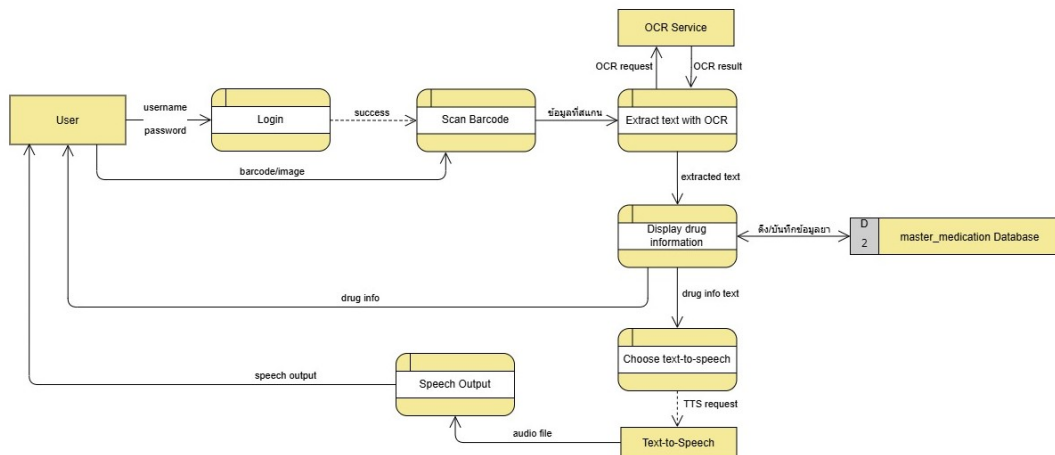 OCR Service
OCR request
OCR result
User
username
password
Login
success
Scan Barcode
ข้อมูลที่สแกน
Extract text with OCR
barcode/image
extracted text
Display drug
information
ดึง/บันทึกข้อมูลยา
D
2
master_medication Database
drug info
drug info text
Choose text-to-speech
speech output
Speech Output
TTS request
audio file
Text-to-Speech